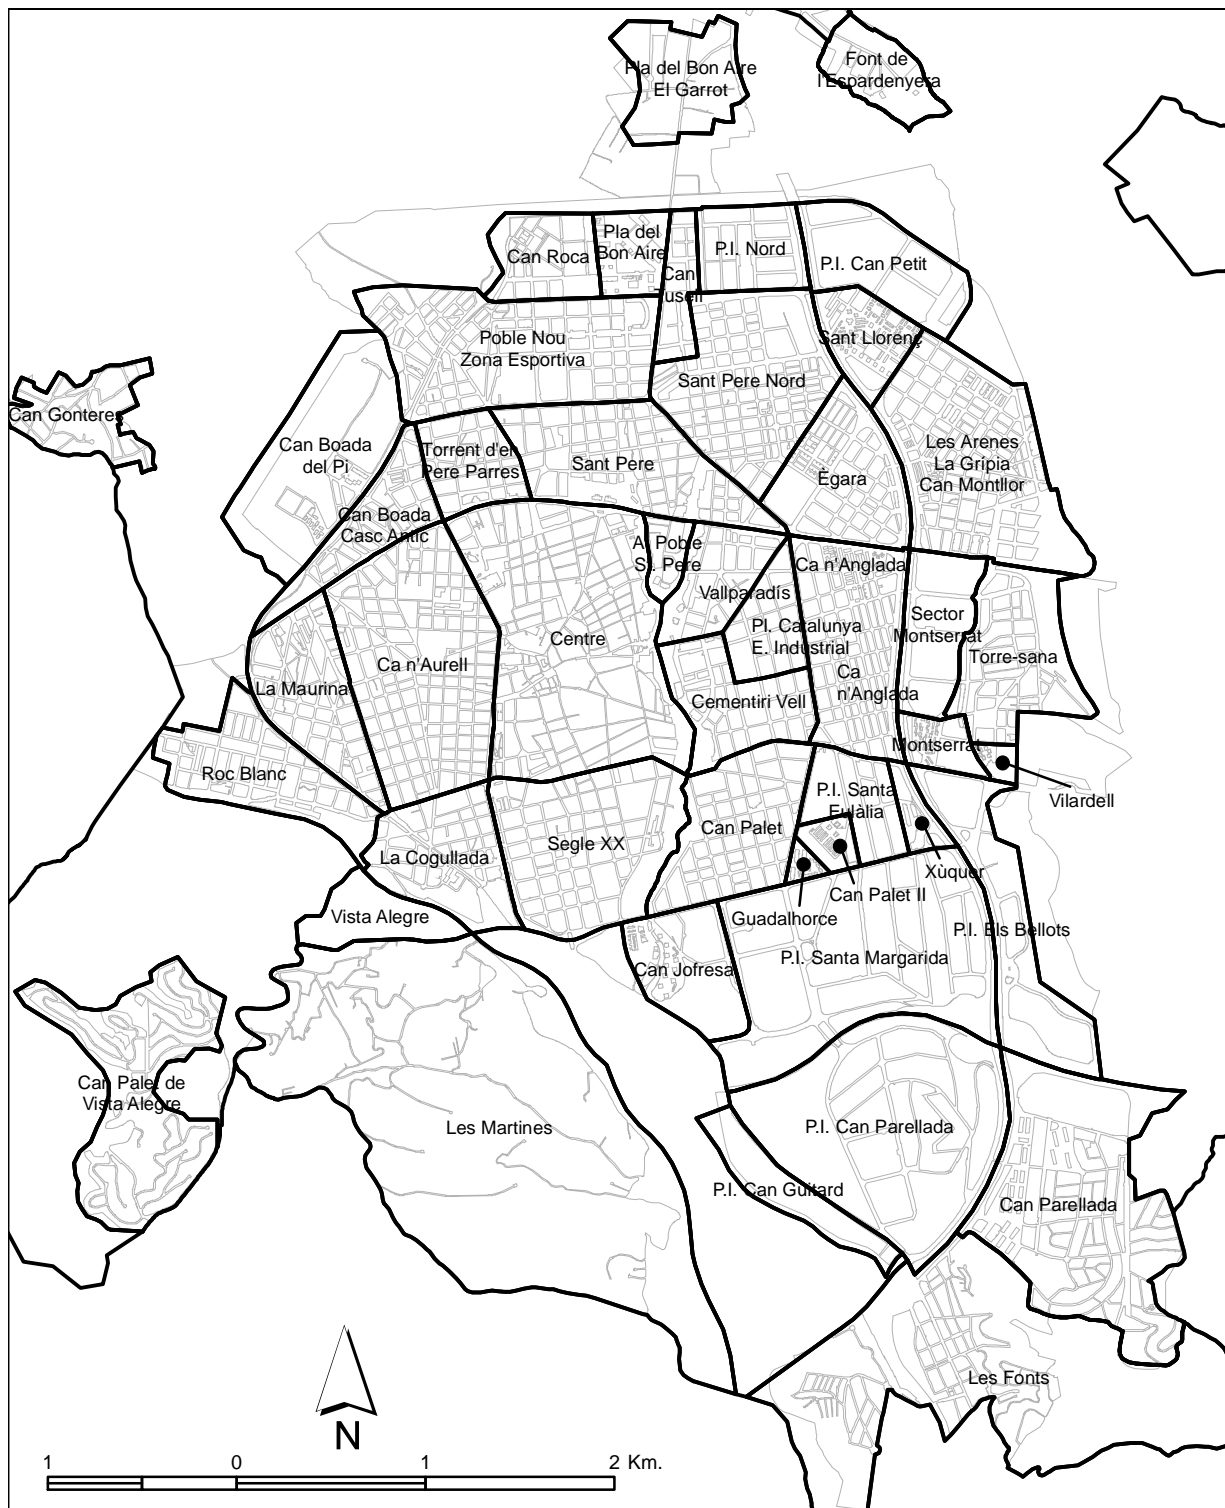 Pla del Bon Aire
El Garrot
Font de
l'Espardenyera
Pla del
Bon Aire
Can Roca
P.I. Nord
Can
Tusell
P.I. Can Petit
Poble Nou
Zona Esportiva
Sant Llorenç
Sant Pere Nord
Can Gonteres
Can Boada
del Pi
Torrent d'en
Pere Parres
Sant Pere
Les Arenes
La Grípia
Can Montllor
Ègara
Can Boada
Casc Antic
A. Poble
St. Pere
Ca n'Anglada
Vallparadís
Sector
Montserrat
Pl. Catalunya
E. Industrial
Centre
Torre-sana
Ca n'Aurell
La Maurina
Ca
n'Anglada
Cementiri Vell
Montserrat
Roc Blanc
P.I. Santa
Eulàlia
Vilardell
Can Palet
Segle XX
La Cogullada
Xùquer
Can Palet II
Guadalhorce
Vista Alegre
P.I. Els Bellots
P.I. Santa Margarida
Can Jofresa
Can Palet de
Vista Alegre
Les Martines
P.I. Can Parellada
P.I. Can Guitard
Can Parellada
Les Fonts
N
1 0 1 2 Km.